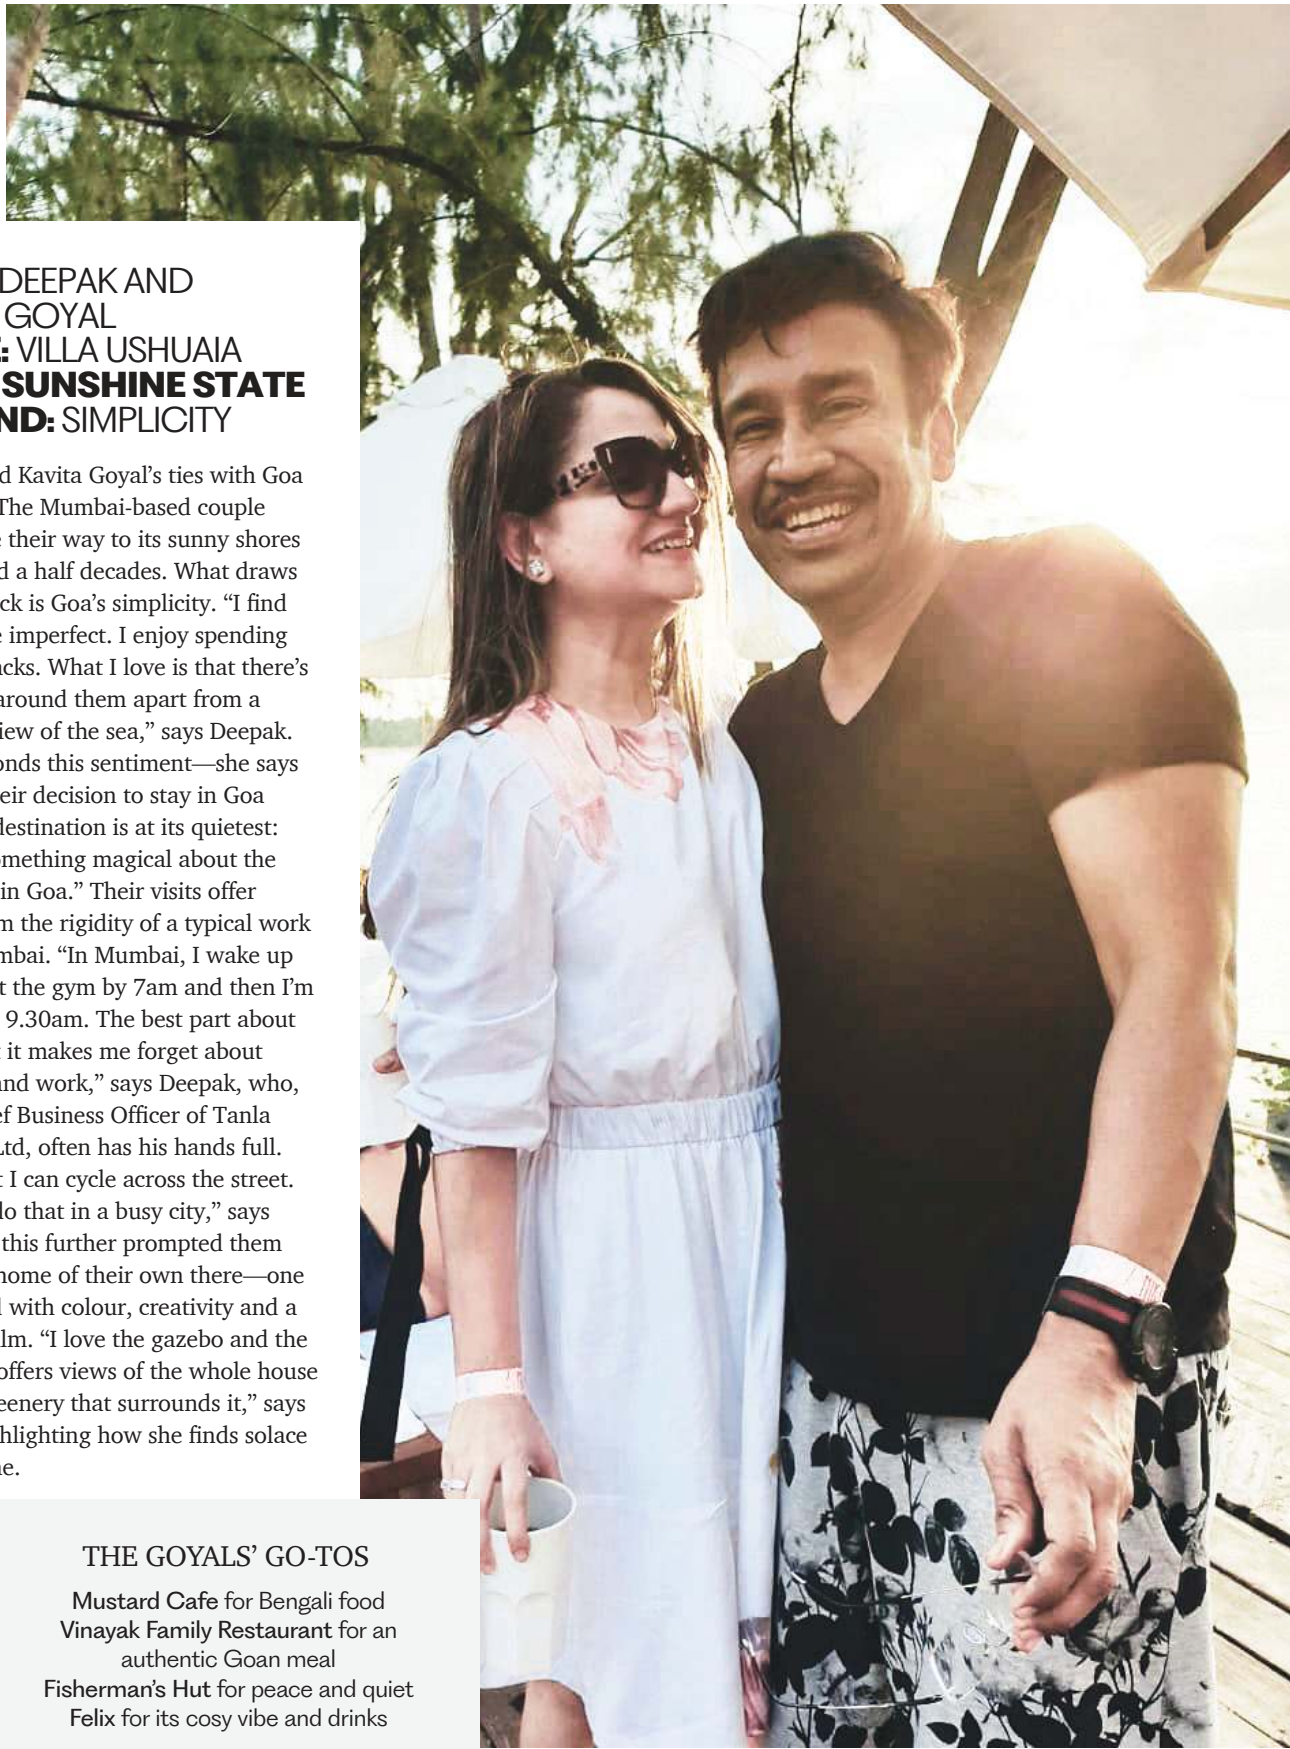 DEEPAK AND
GOYAL
: VILLA USHUAIA
SUNSHINE STATE
ND: SIMPLICITY
d Kavita Goyal’s ties with Goa
The Mumbai-based couple
e their way to its sunny shores
d a half decades. What draws
ck is Goa’s simplicity. “I find
e imperfect. I enjoy spending
acks. What I love is that there’s
around them apart from a
iew of the sea,” says Deepak.
onds this sentiment—she says
eir decision to stay in Goa
destination is at its quietest:
omething magical about the
in Goa.” Their visits offer
m the rigidity of a typical work
mbai. “In Mumbai, I wake up
t the gym by 7am and then I’m
9.30am. The best part about
t it makes me forget about
and work,” says Deepak, who,
ef Business Officer of Tanla
Ltd, often has his hands full.
t I can cycle across the street.
do that in a busy city,” says
this further prompted them
home of their own there—one
d with colour, creativity and a
lm. “I love the gazebo and the
offers views of the whole house
eenery that surrounds it,” says
hlighting how she finds solace
ne.
THE GOYALS’ GO-TOS
Mustard Cafe for Bengali food
Vinayak Family Restaurant for an
authentic Goan meal
Fisherman’s Hut for peace and quiet
Felix for its cosy vibe and drinks